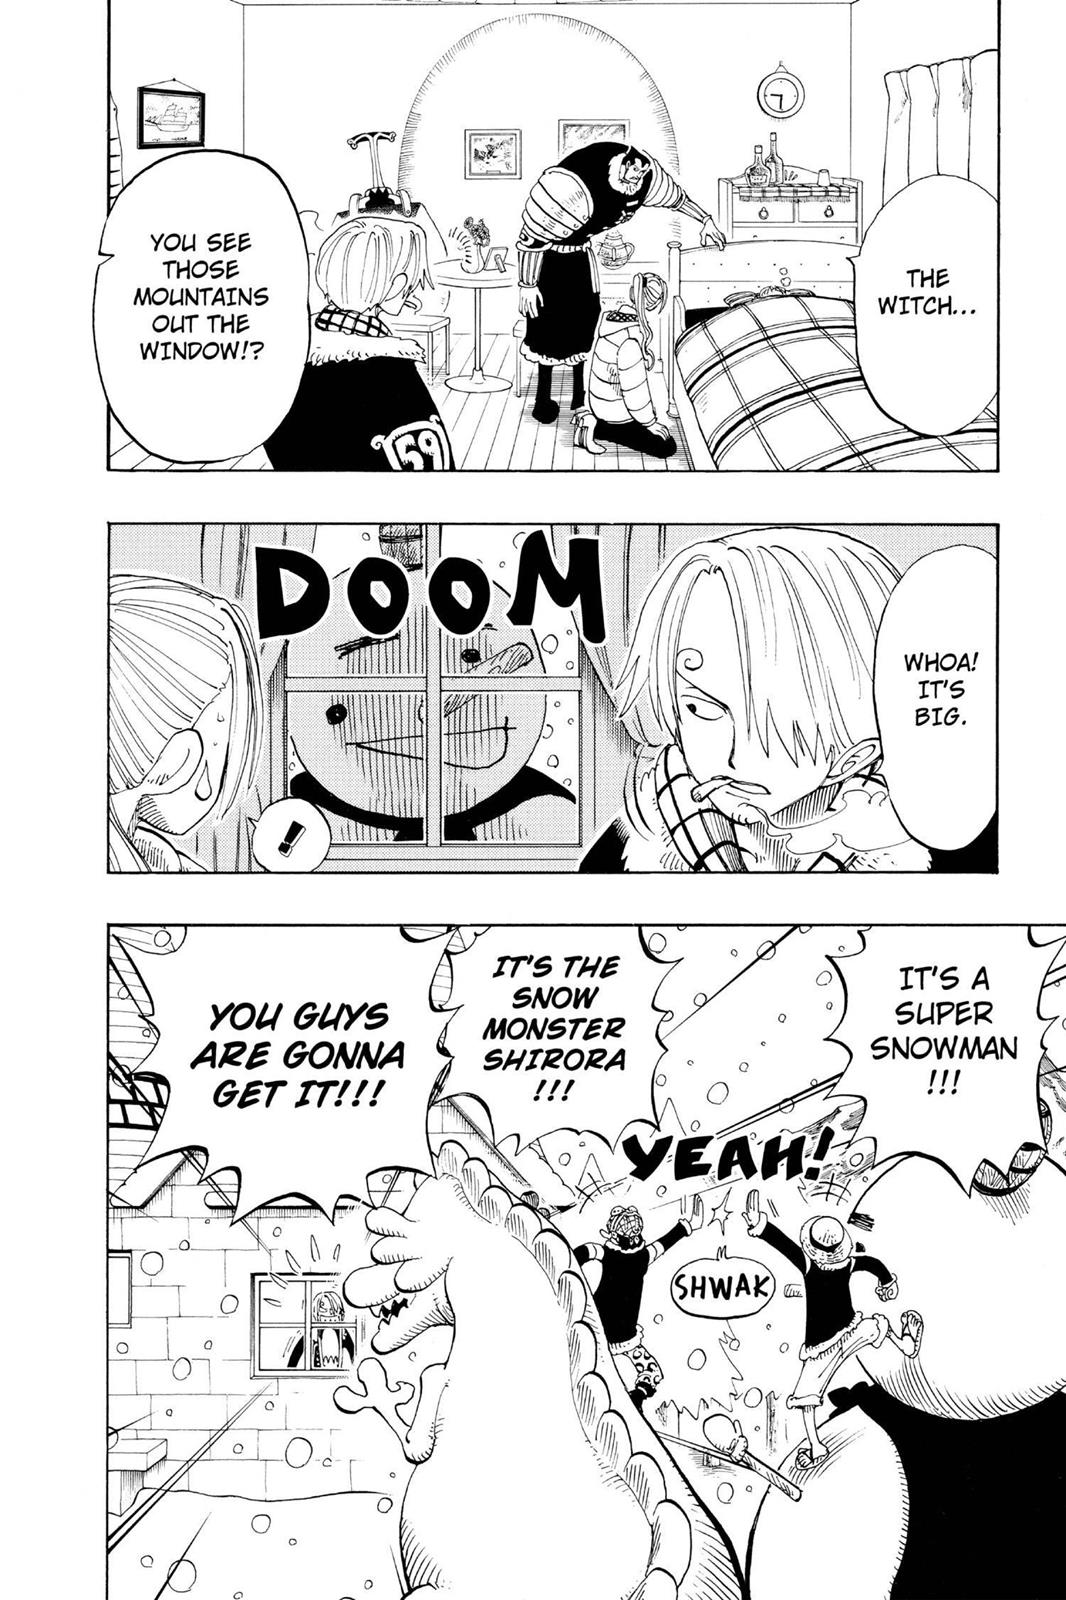 THE
WITCH...
YOU SEE
THOSE
MOUNTAINS
OUT THE
WINDOW!?
59
WHOA!
IT'S
BIG.
DOOM
!
IT'S A
SUPER
SNOWMAN
!!!
IT'S THE
SNOW
MONSTER
SHIRORA
!!!
YOU GUYS
ARE GONNA
GET IT!!!
YEAH!
SHWAK